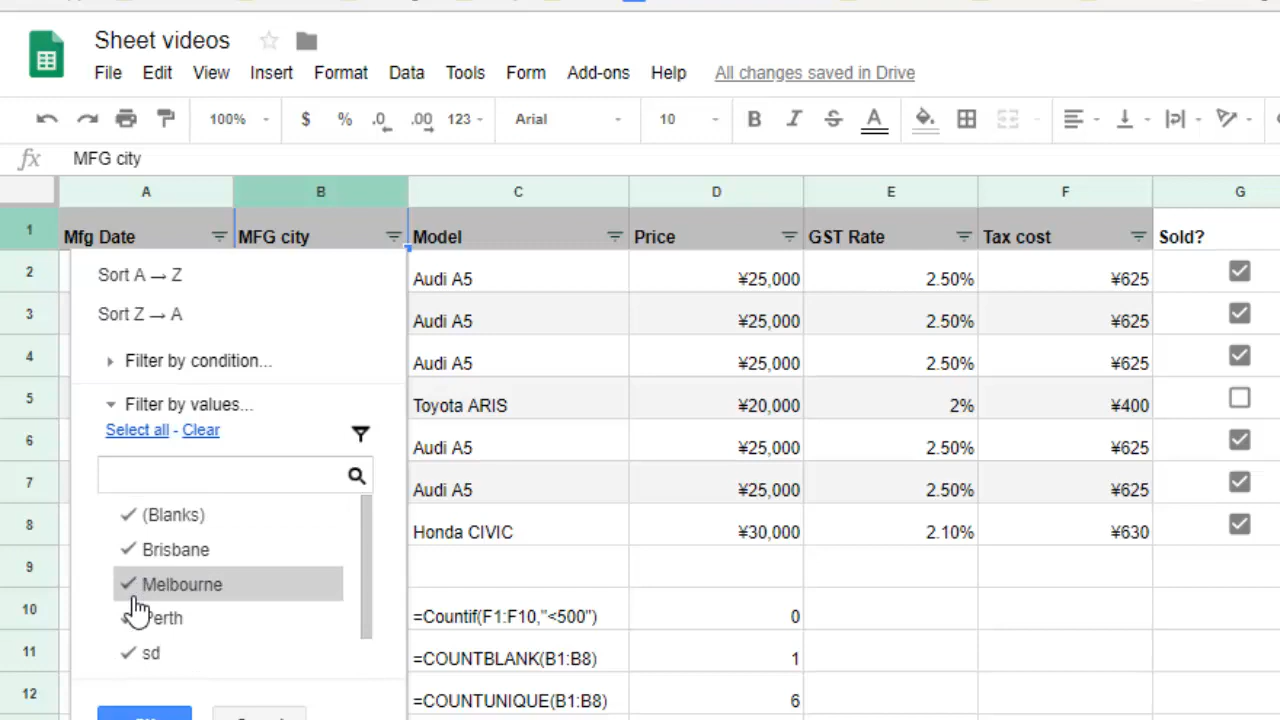 Sheet videos
File Edit View Insert Format Data Tools Form Add-ons Help All changes saved in Drive
100% $ % .0 .00 123 Arial 10 B I S A
fx MFG city
A B C D E F G
1 Mfg Date MFG city Model Price GST Rate Tax cost Sold?
2 Audi A5 ¥25,000 2.50% ¥625
3 Audi A5 ¥25,000 2.50% ¥625
4 Audi A5 ¥25,000 2.50% ¥625
5 Toyota ARIS ¥20,000 2% ¥400
6 Audi A5 ¥25,000 2.50% ¥625
7 Audi A5 ¥25,000 2.50% ¥625
8 Honda CIVIC ¥30,000 2.10% ¥630
9
10 =Countif(F1:F10,"<500") 0
11 =COUNTBLANK(B1:B8) 1
12 =COUNTUNIQUE(B1:B8) 6
Sort A → Z
Sort Z → A
Filter by condition...
Filter by values...
Select all - Clear
(Blanks)
Brisbane
Melbourne
Perth
sd